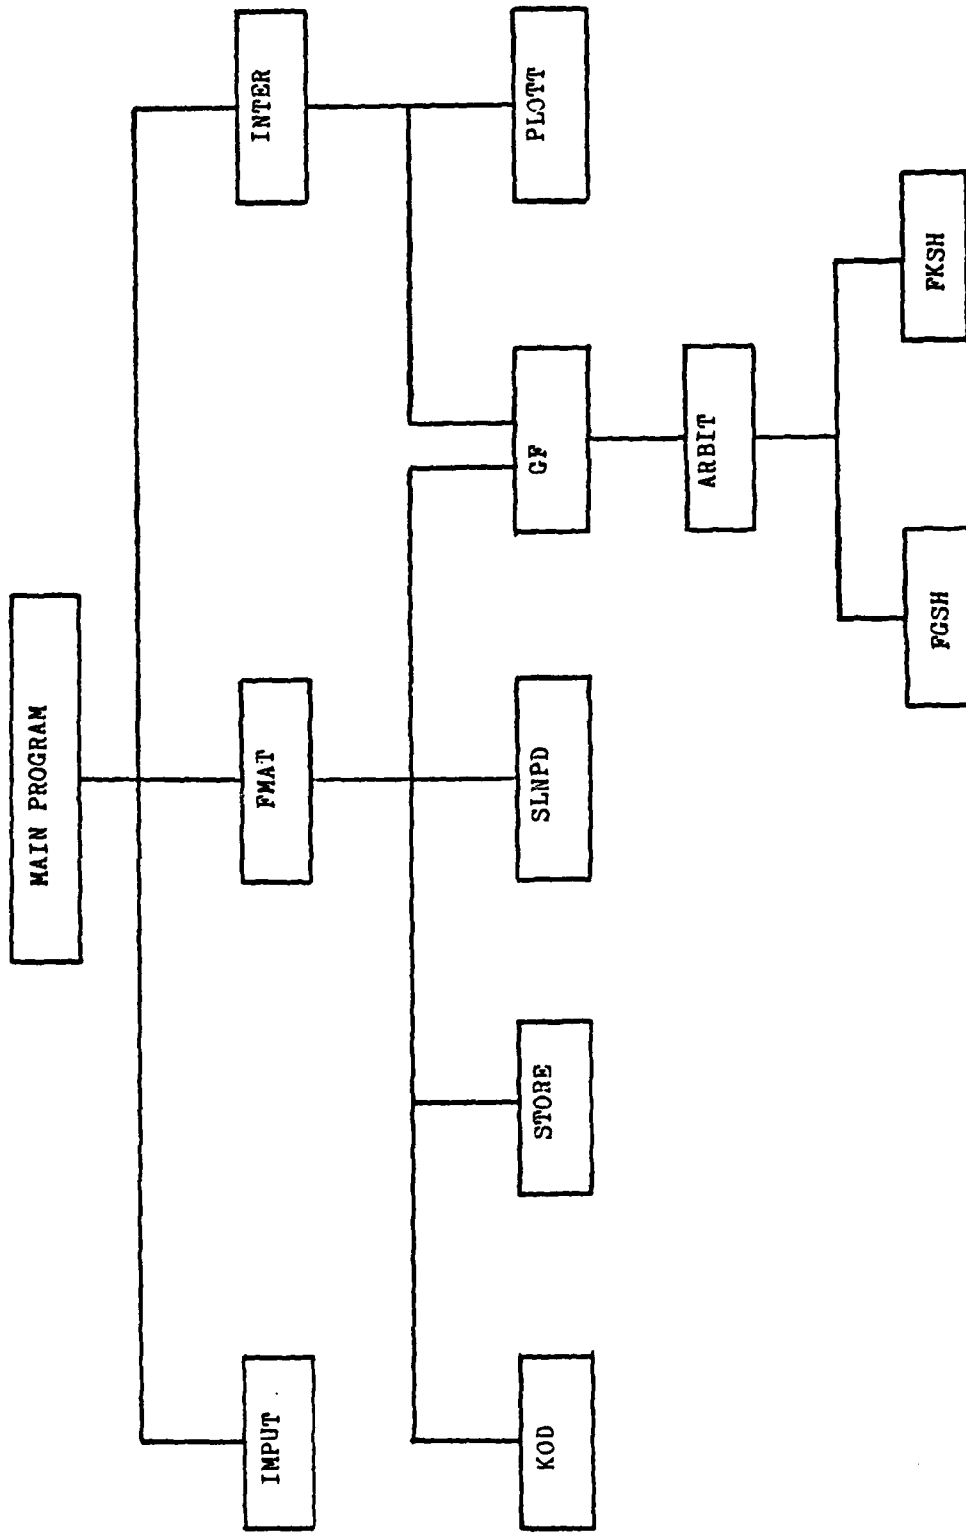 MAIN PROGRAM
IMPUT
FMAT
INTER
KOD
STORE
SLNPD
GF
PLOTT
ARBIT
FGSH
FKSH